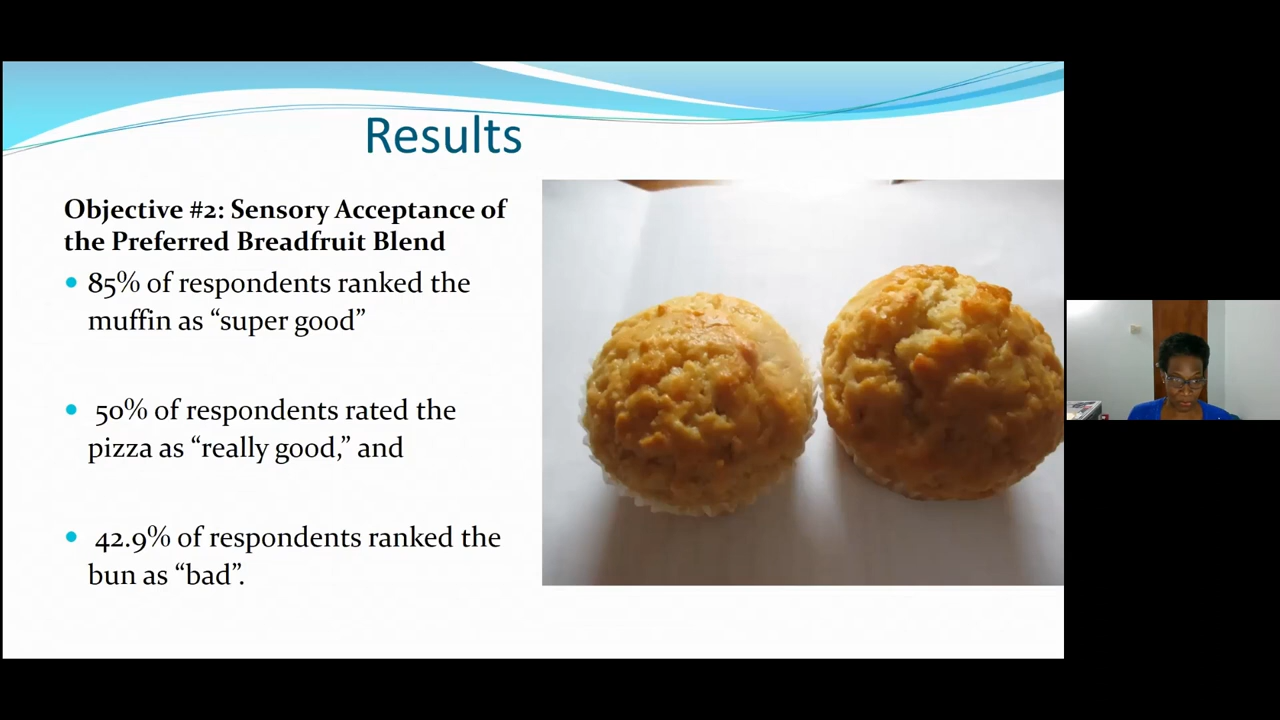 Results
Objective #2: Sensory Acceptance of
the Preferred Breadfruit Blend
• 85% of respondents ranked the
muffin as “super good”
• 50% of respondents rated the
pizza as “really good,” and
• 42.9% of respondents ranked the
bun as “bad”.